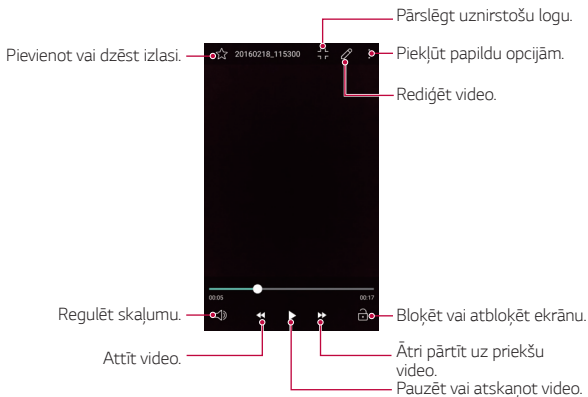 Pārslēgt uznirstošu logu.
Pievienot vai dzēst izlasi.
20160218_115300
Piekļūt papildu opcijām.
Rediģēt video.
00:05
00:17
Regulēt skaļumu.
Bloķēt vai atbloķēt ekrānu.
Attīt video.
Ātri pārtīt uz priekšu
video.
Pauzēt vai atskaņot video.